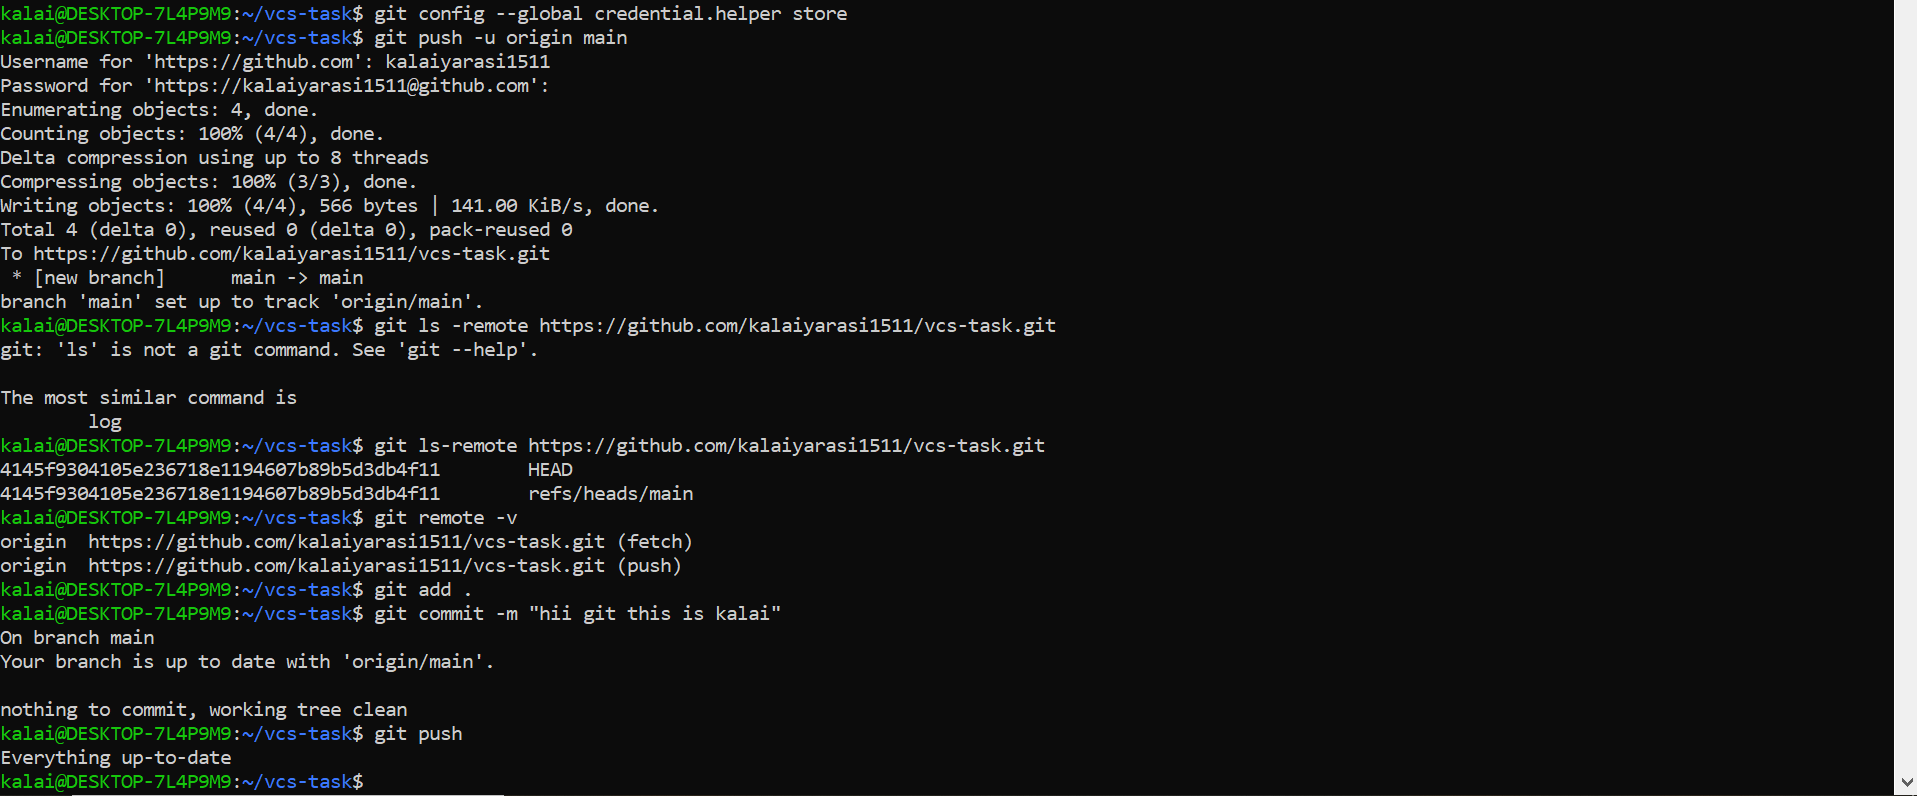 kalai@DESKTOP-7L4P9M9:~/vcs-task$ git config --global credential.helper store
kalai@DESKTOP-7L4P9M9:~/vcs-task$ git push -u origin main
Username for 'https://github.com': kalaiyarasi1511
Password for 'https://kalaiyarasi1511@github.com':
Enumerating objects: 4, done.
Counting objects: 100% (4/4), done.
Delta compression using up to 8 threads
Compressing objects: 100% (3/3), done.
Writing objects: 100% (4/4), 566 bytes | 141.00 KiB/s, done.
Total 4 (delta 0), reused 0 (delta 0), pack-reused 0
To https://github.com/kalaiyarasi1511/vcs-task.git
 * [new branch]      main -> main
branch 'main' set up to track 'origin/main'.
kalai@DESKTOP-7L4P9M9:~/vcs-task$ git ls -remote https://github.com/kalaiyarasi1511/vcs-task.git
git: 'ls' is not a git command. See 'git --help'.

The most similar command is
        log
kalai@DESKTOP-7L4P9M9:~/vcs-task$ git ls-remote https://github.com/kalaiyarasi1511/vcs-task.git
4145f9304105e236718e1194607b89b5d3db4f11        HEAD
4145f9304105e236718e1194607b89b5d3db4f11        refs/heads/main
kalai@DESKTOP-7L4P9M9:~/vcs-task$ git remote -v
origin  https://github.com/kalaiyarasi1511/vcs-task.git (fetch)
origin  https://github.com/kalaiyarasi1511/vcs-task.git (push)
kalai@DESKTOP-7L4P9M9:~/vcs-task$ git add .
kalai@DESKTOP-7L4P9M9:~/vcs-task$ git commit -m "hii git this is kalai"
On branch main
Your branch is up to date with 'origin/main'.

nothing to commit, working tree clean
kalai@DESKTOP-7L4P9M9:~/vcs-task$ git push
Everything up-to-date
kalai@DESKTOP-7L4P9M9:~/vcs-task$